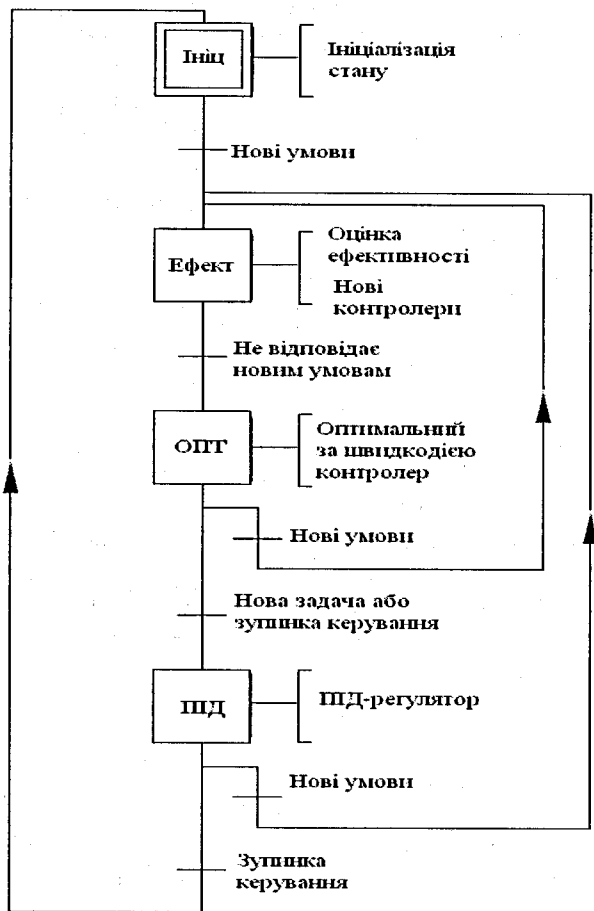 Ініц
Ініціалізація
стану
Нові умови
Ефект
Оцінка
ефективності
Нові
контролери
Не відповідає
новим умовам
ОПТ
Оптимальний
за швидкодією
контролер
Нові умови
Нова задача або
зупинка керування
ПІД
ПІД-регулятор
Нові умови
Зупинка
керування